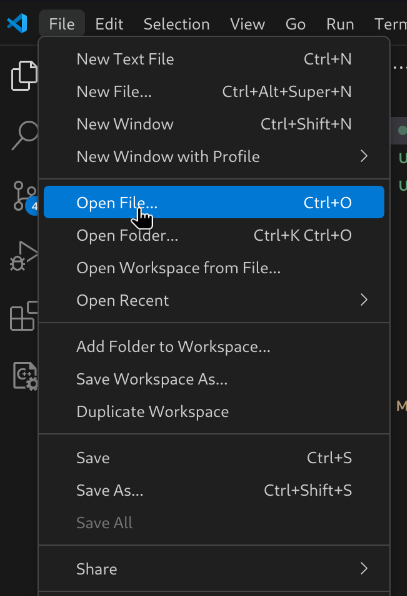 File Edit Selection View Go Run Term
New Text File Ctrl+N
New File... Ctrl+Alt+Super+N
New Window Ctrl+Shift+N
New Window with Profile
Open File... Ctrl+O
4
Open Folder... Ctrl+K Ctrl+O
Open Workspace from File...
Open Recent
Add Folder to Workspace...
Save Workspace As...
Duplicate Workspace
M
Save Ctrl+S
Save As... Ctrl+Shift+S
Save All
Share